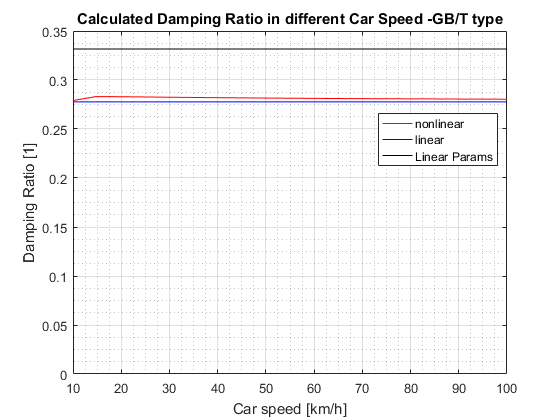 Calculated Damping Ratio in different Car Speed -GB/T type
0.35
0.3
0.25
0.2
0.15
0.1
0.05
0
Damping Ratio [1]
nonlinear
linear
Linear Params
10 20 30 40 50 60 70 80 90 100
Car speed [km/h]